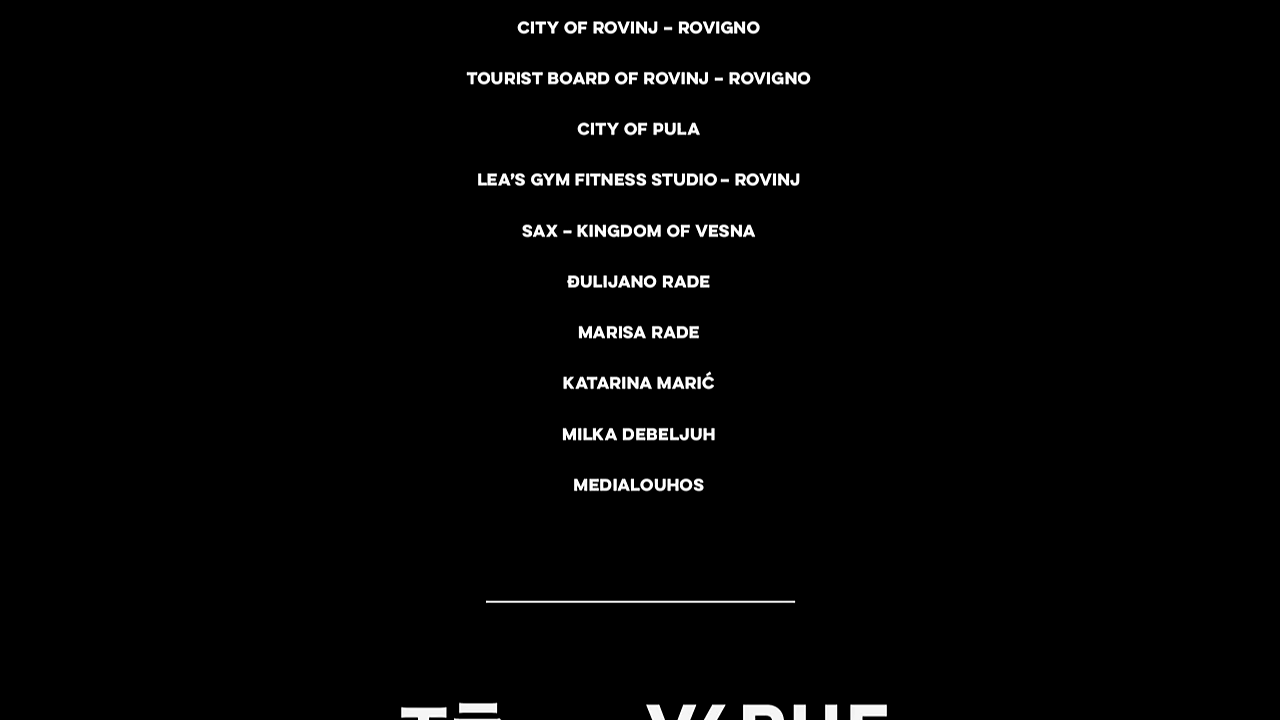 CITY OF ROVINJ – ROVIGNO
TOURIST BOARD OF ROVINJ – ROVIGNO
CITY OF PULA
LEA’S GYM FITNESS STUDIO – ROVINJ
SAX – KINGDOM OF VESNA
ĐULIJANO RADE
MARISA RADE
KATARINA MARIĆ
MILKA DEBELJUH
MEDIALOUHOS